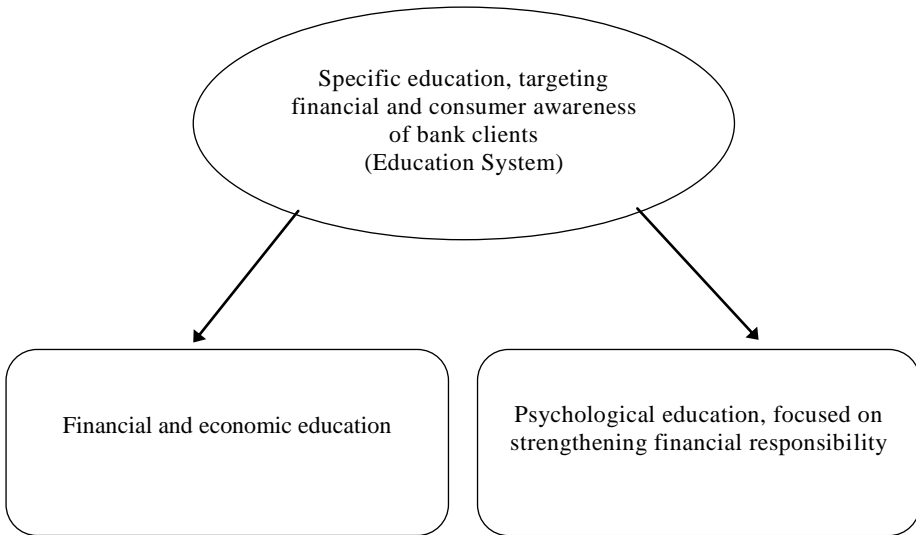 Specific education, targeting
financial and consumer awareness
of bank clients
(Education System)
Financial and economic education
Psychological education, focused on
strengthening financial responsibility